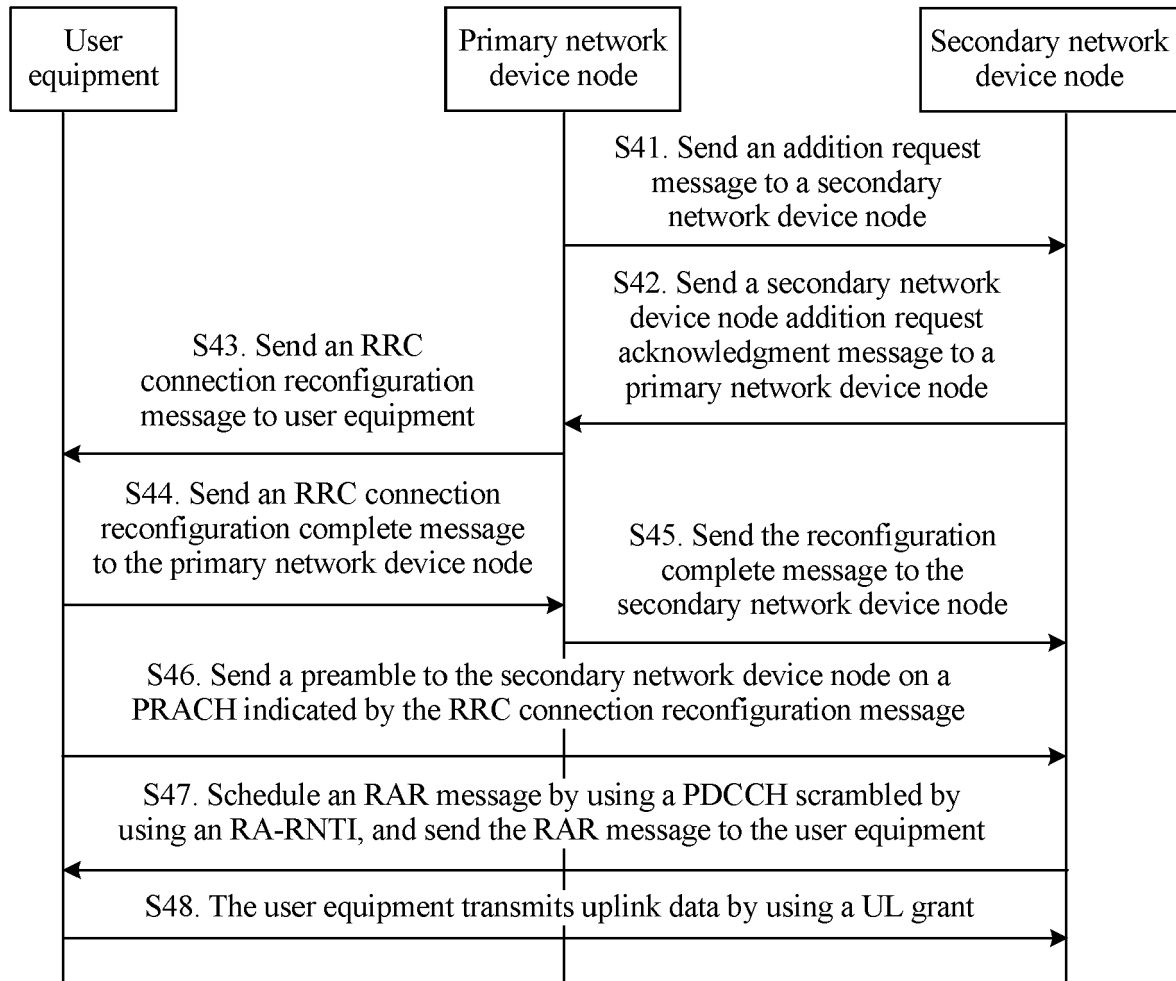 User
equipment
Primary network
device node
Secondary network
device node
S41. Send an addition request
message to a secondary
network device node
S42. Send a secondary network
device node addition request
acknowledgment message to a
primary network device node
S43. Send an RRC
connection reconfiguration
message to user equipment
S44. Send an RRC connection
reconfiguration complete message
to the primary network device node
S45. Send the reconfiguration
complete message to the
secondary network device node
S46. Send a preamble to the secondary network device node on a
PRACH indicated by the RRC connection reconfiguration message
S47. Schedule an RAR message by using a PDCCH scrambled by
using an RA-RNTI, and send the RAR message to the user equipment
S48. The user equipment transmits uplink data by using a UL grant